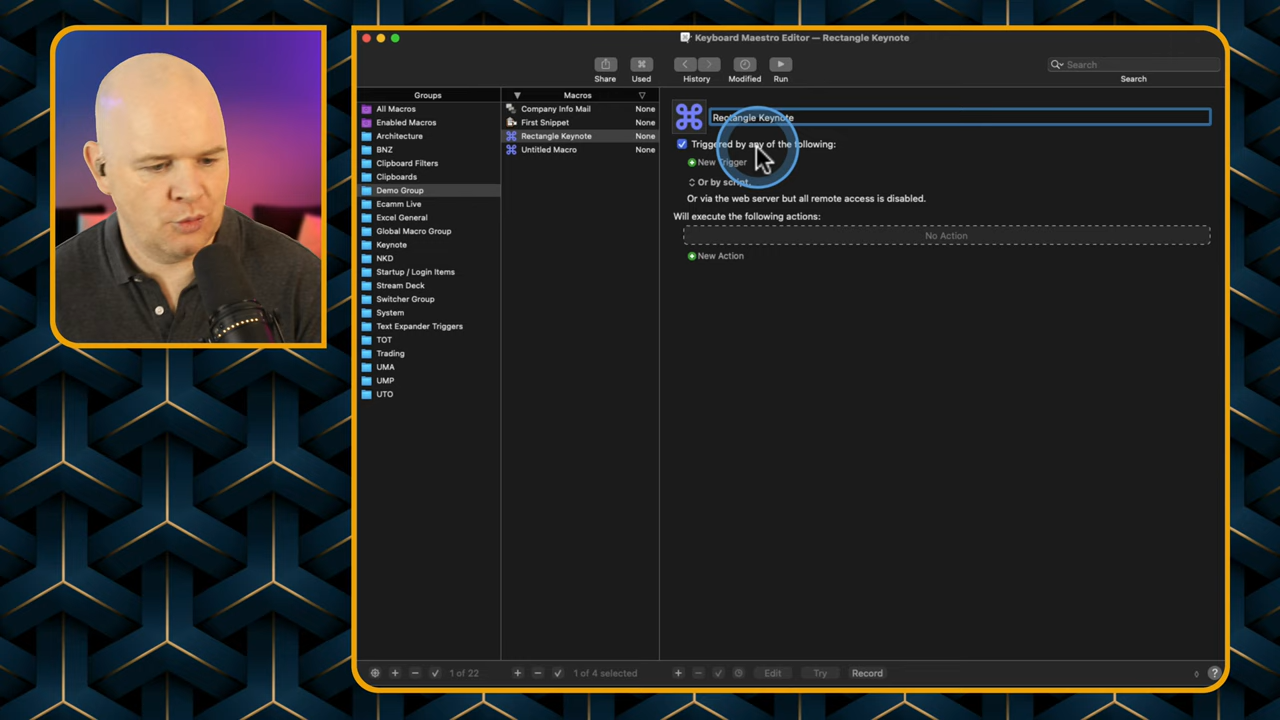 Keyboard Maestro Editor — Rectangle Keynote
Share
Used
History
Modified
Run
Search
Search
Groups
All Macros
Enabled Macros
Architecture
BNZ
Clipboard Filters
Clipboards
Demo Group
Ecamm Live
Excel General
Global Macro Group
Keynote
NKD
Startup / Login Items
Stream Deck
Switcher Group
System
Text Expander Triggers
TOT
Trading
UMA
UMP
UTO
1 of 22
Macros
Company Info Mail None
First Snippet None
Rectangle Keynote None
Untitled Macro None
1 of 4 selected
Rectangle Keynote
Triggered by any of the following:
New Trigger
Or by script.
Or via the web server but all remote access is disabled.
Will execute the following actions:
No Action
New Action
Edit
Try
Record
?